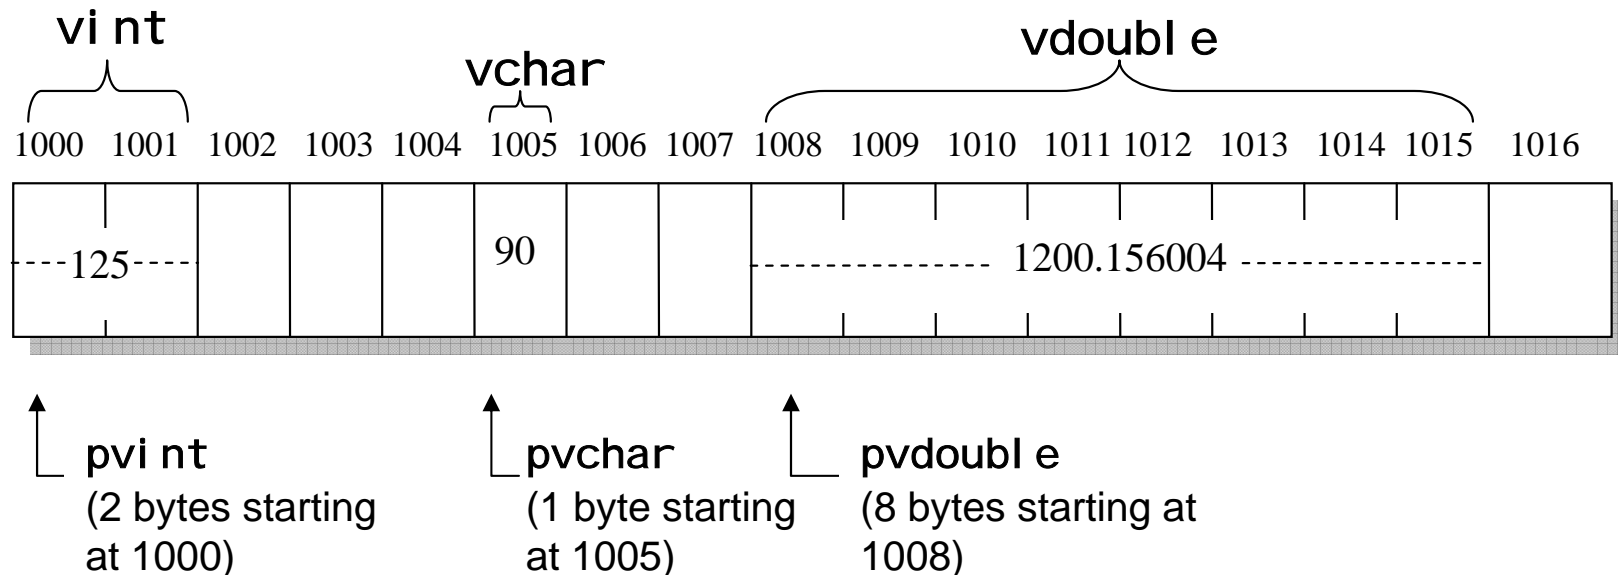 vint
vchar
vdouble
1000 1001 1002 1003 1004 1005 1006 1007 1008 1009 1010 1011 1012 1013 1014 1015 1016
125 90 1200.156004
pvint pvchar pvdouble
(2 bytes starting (1 byte starting (8 bytes starting at
at 1000) at 1005) 1008)